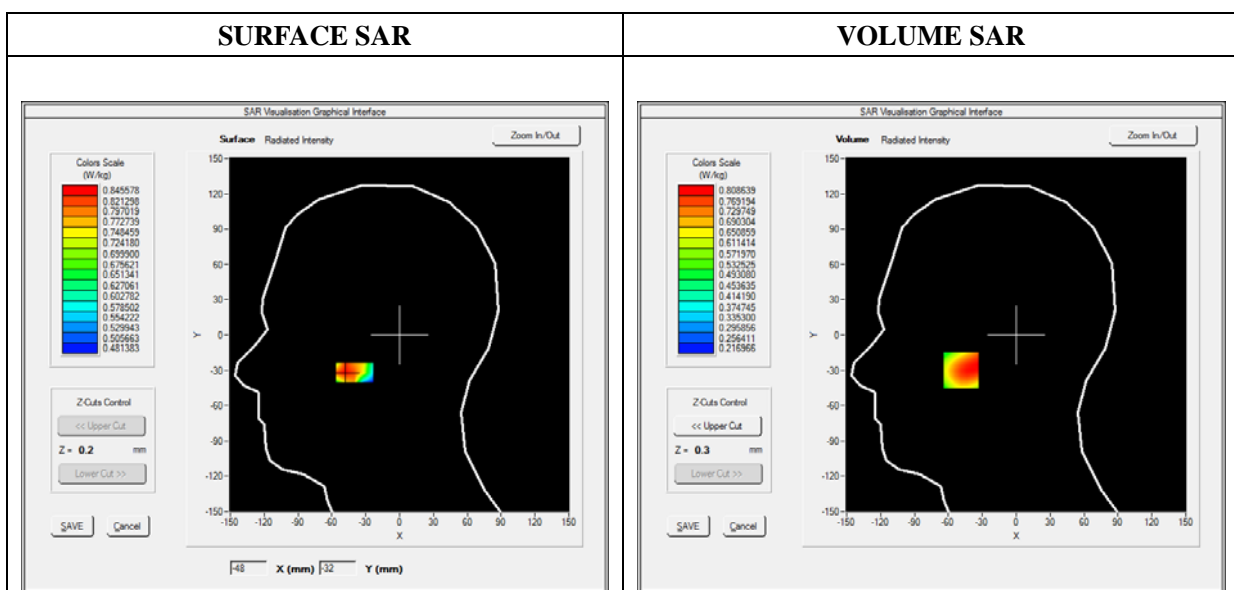 SURFACE SAR
SAR Visualisation Graphical Interface
Surface Radiated Intensity
Zoom In/Out
Colors Scale
(W/kg)
0.845578
0.821298
0.797019
0.772739
0.748459
0.724180
0.699900
0.675621
0.651341
0.627061
0.602782
0.578502
0.554222
0.529943
0.505663
0.481383
Z-Cuts Control
<< Upper Cut
Z = 0.2 mm
Lower Cut >>
SAVE Cancel
150
120
90
60
30
0
-30
-60
-90
-120
-150
Y
-150 -120 -90 -60 -30 0 30 60 90 120 150
X
-48 X (mm) -32 Y (mm)
VOLUME SAR
SAR Visualisation Graphical Interface
Volume Radiated Intensity
Zoom In/Out
Colors Scale
(W/kg)
0.808639
0.769194
0.729749
0.690304
0.650859
0.611414
0.571970
0.532525
0.493080
0.453635
0.414190
0.374745
0.335300
0.295856
0.256411
0.216966
Z-Cuts Control
<< Upper Cut
Z = 0.3 mm
Lower Cut >>
SAVE Cancel
150
120
90
60
30
0
-30
-60
-90
-120
-150
Y
-150 -120 -90 -60 -30 0 30 60 90 120 150
X